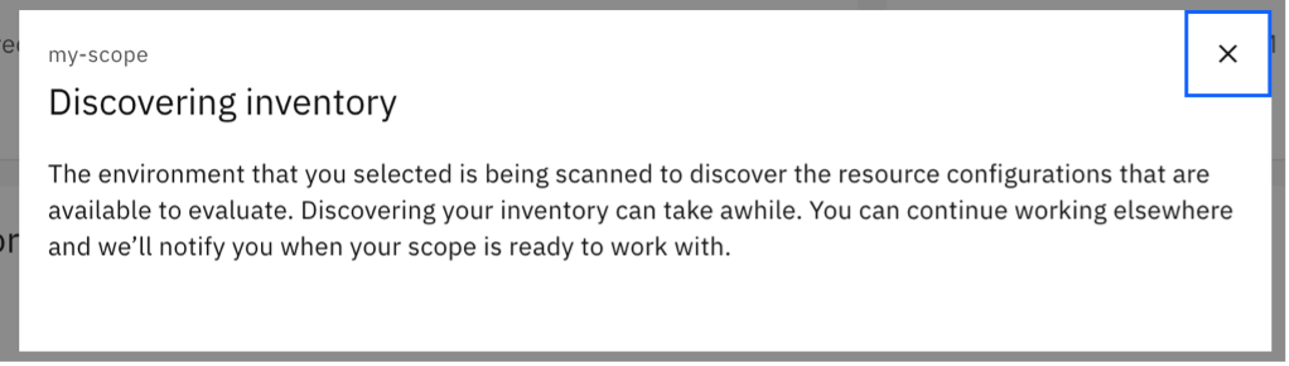 my-scope
Discovering inventory
The environment that you selected is being scanned to discover the resource configurations that are
available to evaluate. Discovering your inventory can take awhile. You can continue working elsewhere
and we’ll notify you when your scope is ready to work with.